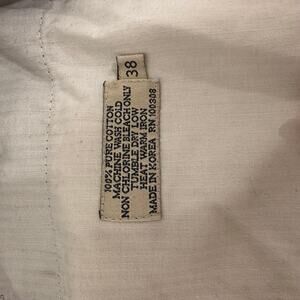 38
100% PURE COTTON
MACHINE WASH COLD
NON CHLORINE BLEACH ONLY
TUMBLE DRY LOW
HEAT WARM IRON
MADE IN KOREA RN 100308